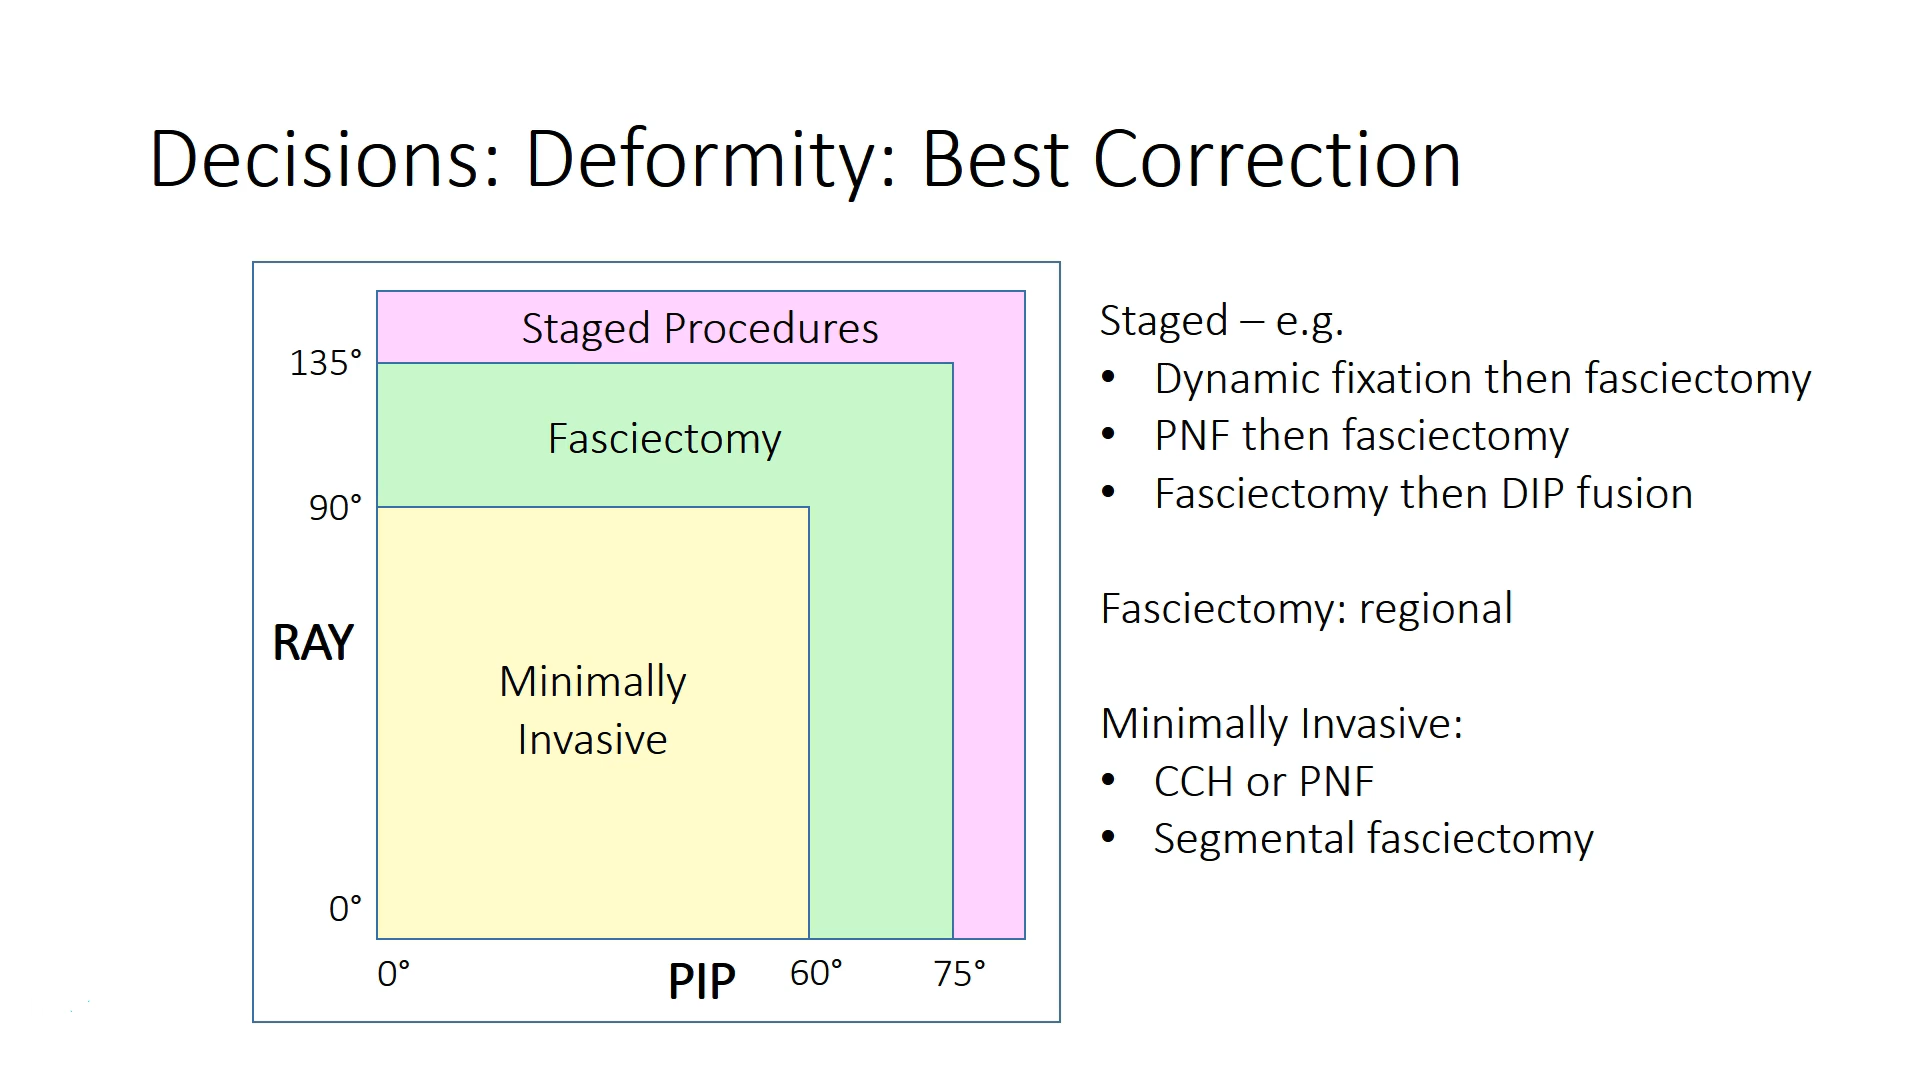 Decisions: Deformity: Best Correction
Staged Procedures
135°
Fasciectomy
90°
RAY
Minimally
Invasive
0°
0°
PIP
60°
75°
Staged – e.g.
• Dynamic fixation then fasciectomy
• PNF then fasciectomy
• Fasciectomy then DIP fusion
Fasciectomy: regional
Minimally Invasive:
• CCH or PNF
• Segmental fasciectomy